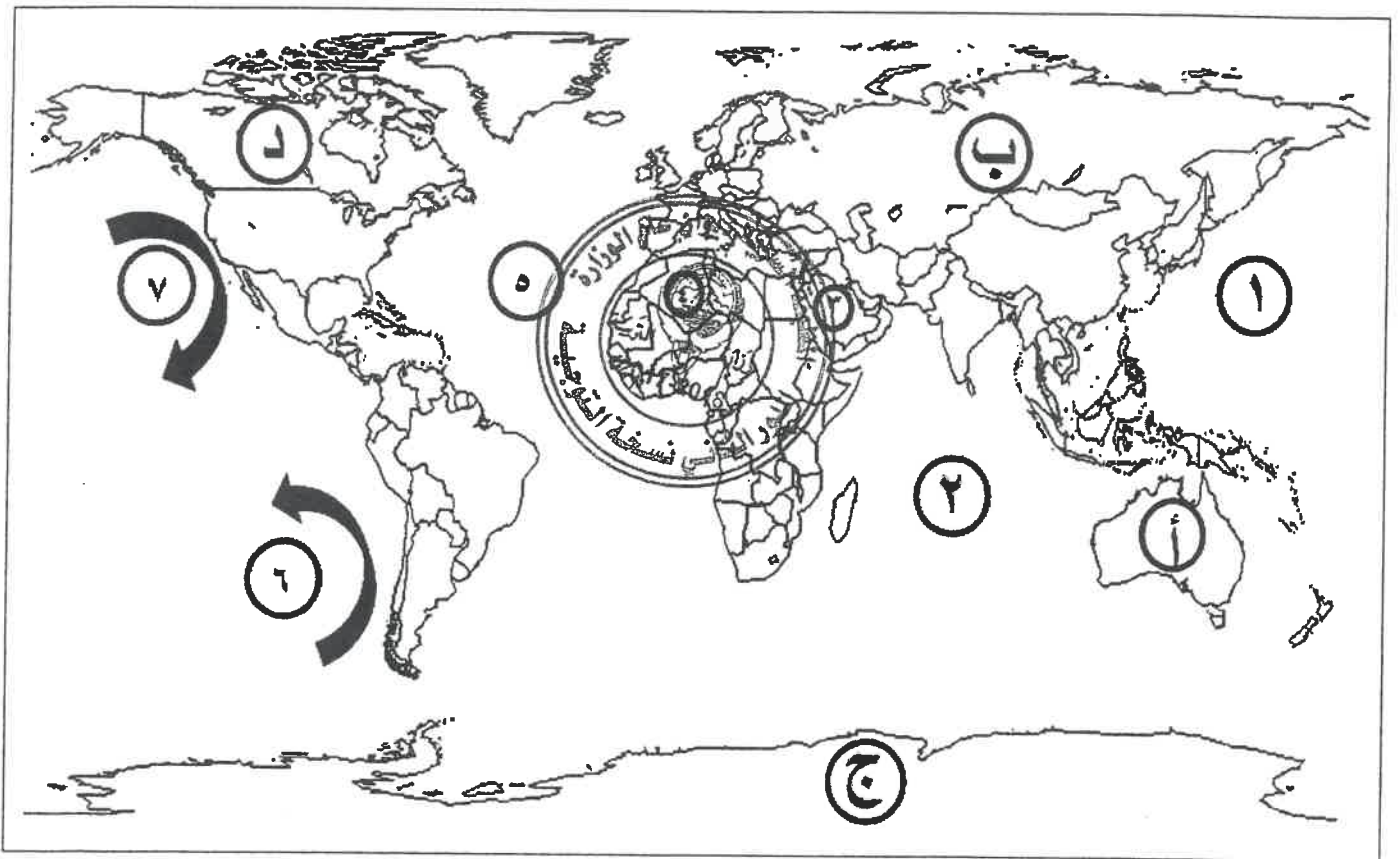 د
ب
١
٧
٥
٣
٢
أ
٦
ج
الوزارة
نسخة التوجيهية